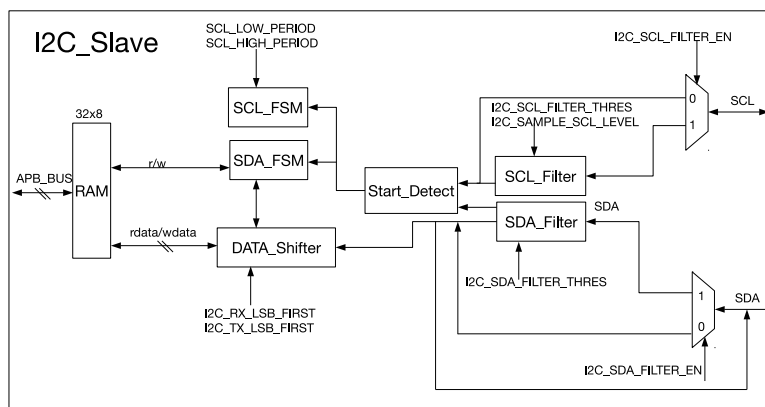 I2C_Slave
SCL_LOW_PERIOD
SCL_HIGH_PERIOD
I2C_SCL_FILTER_EN
32x8
SCL_FSM
0
SCL
I2C_SCL_FILTER_THRES
I2C_SAMPLE_SCL_LEVEL
1
r/w
SDA_FSM
APB_BUS
RAM
Start_Detect
SCL_Filter
SDA
SDA_Filter
rdata/wdata
DATA_Shifter
I2C_SDA_FILTER_THRES
1
SDA
I2C_RX_LSB_FIRST
I2C_TX_LSB_FIRST
0
I2C_SDA_FILTER_EN